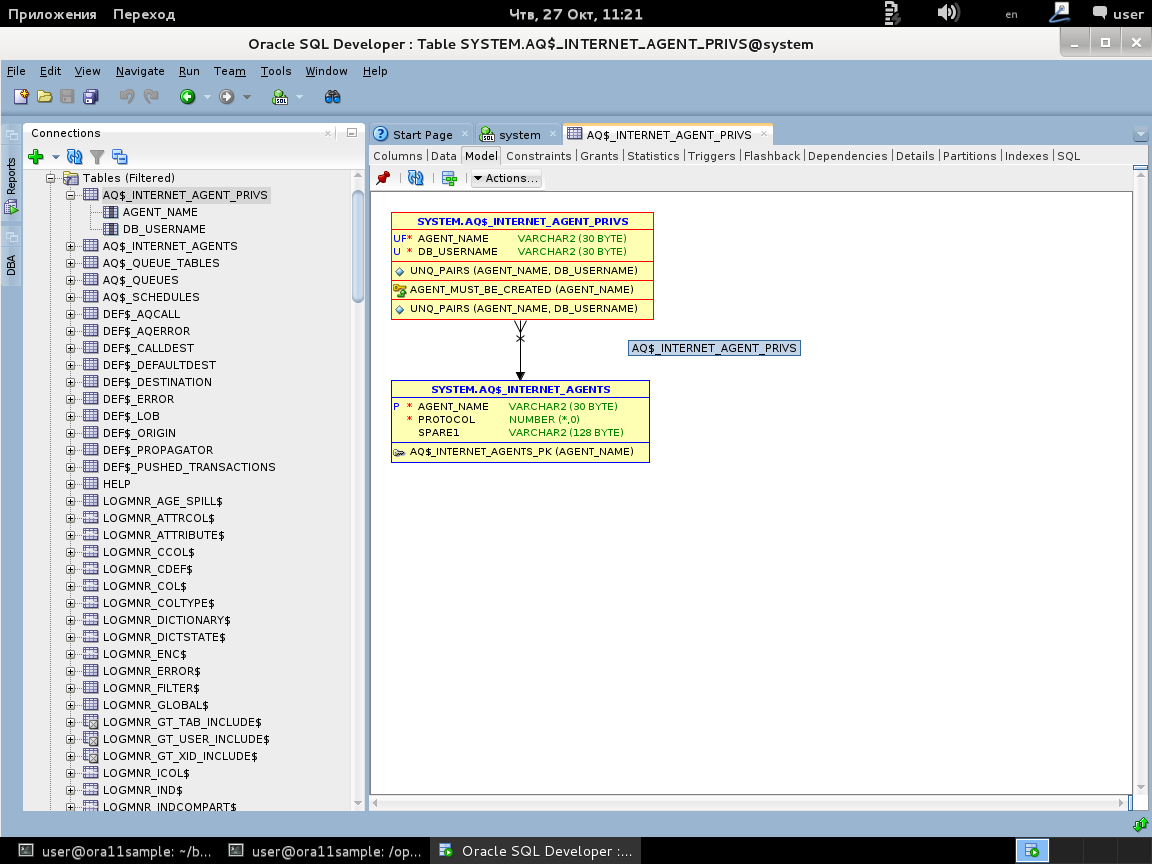 Приложения Переход Чтв, 27 Окт, 11:21 en user
Oracle SQL Developer : Table SYSTEM.AQ$_INTERNET_AGENT_PRIVS@system
File Edit View Navigate Run Team Tools Window Help
Connections
Reports
DBA
Tables (Filtered)
AQ$_INTERNET_AGENT_PRIVS
AGENT_NAME
DB_USERNAME
AQ$_INTERNET_AGENTS
AQ$_QUEUE_TABLES
AQ$_QUEUES
AQ$_SCHEDULES
DEF$_AQCALL
DEF$_AQERROR
DEF$_CALLDEST
DEF$_DEFAULTDEST
DEF$_DESTINATION
DEF$_ERROR
DEF$_LOB
DEF$_ORIGIN
DEF$_PROPAGATOR
DEF$_PUSHED_TRANSACTIONS
HELP
LOGMNR_AGE_SPILL$
LOGMNR_ATTRCOL$
LOGMNR_ATTRIBUTE$
LOGMNR_CCOL$
LOGMNR_CDEF$
LOGMNR_COL$
LOGMNR_COLTYPE$
LOGMNR_DICTIONARY$
LOGMNR_DICTSTATE$
LOGMNR_ENC$
LOGMNR_ERROR$
LOGMNR_FILTER$
LOGMNR_GLOBAL$
LOGMNR_GT_TAB_INCLUDE$
LOGMNR_GT_USER_INCLUDE$
LOGMNR_GT_XID_INCLUDE$
LOGMNR_ICOL$
LOGMNR_IND$
LOGMNR_INDCOMPART$
Start Page system AQ$_INTERNET_AGENT_PRIVS
Columns Data Model Constraints Grants Statistics Triggers Flashback Dependencies Details Partitions Indexes SQL
Actions...
SYSTEM.AQ$_INTERNET_AGENT_PRIVS
UF* AGENT_NAME VARCHAR2 (30 BYTE)
U * DB_USERNAME VARCHAR2 (30 BYTE)
UNQ_PAIRS (AGENT_NAME, DB_USERNAME)
AGENT_MUST_BE_CREATED (AGENT_NAME)
UNQ_PAIRS (AGENT_NAME, DB_USERNAME)
AQ$_INTERNET_AGENT_PRIVS
SYSTEM.AQ$_INTERNET_AGENTS
P * AGENT_NAME VARCHAR2 (30 BYTE)
* PROTOCOL NUMBER (*,0)
SPARE1 VARCHAR2 (128 BYTE)
AQ$_INTERNET_AGENTS_PK (AGENT_NAME)
user@ora11sample: ~/b... user@ora11sample: /op... Oracle SQL Developer :...